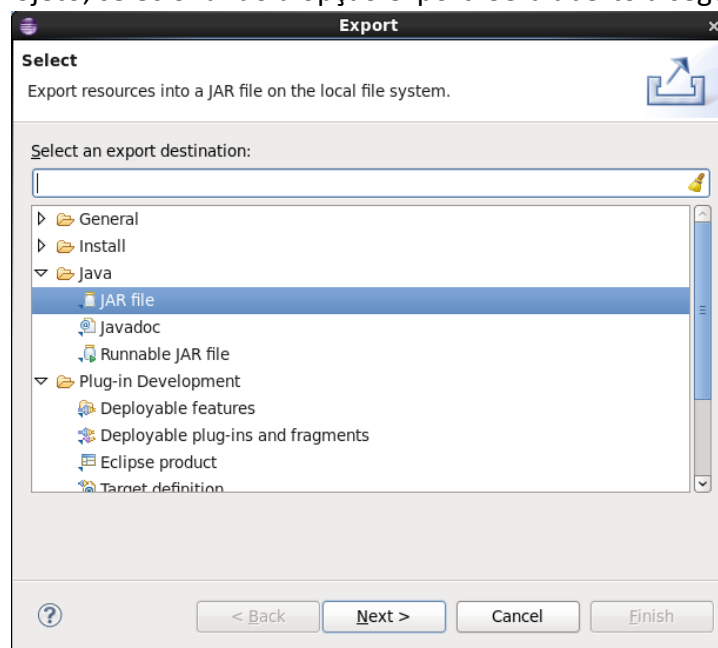 Export
Select
Export resources into a JAR file on the local file system.
Select an export destination:
General
Install
Java
JAR file
Javadoc
Runnable JAR file
Plug-in Development
Deployable features
Deployable plug-ins and fragments
Eclipse product
Target definition
? < Back Next > Cancel Finish